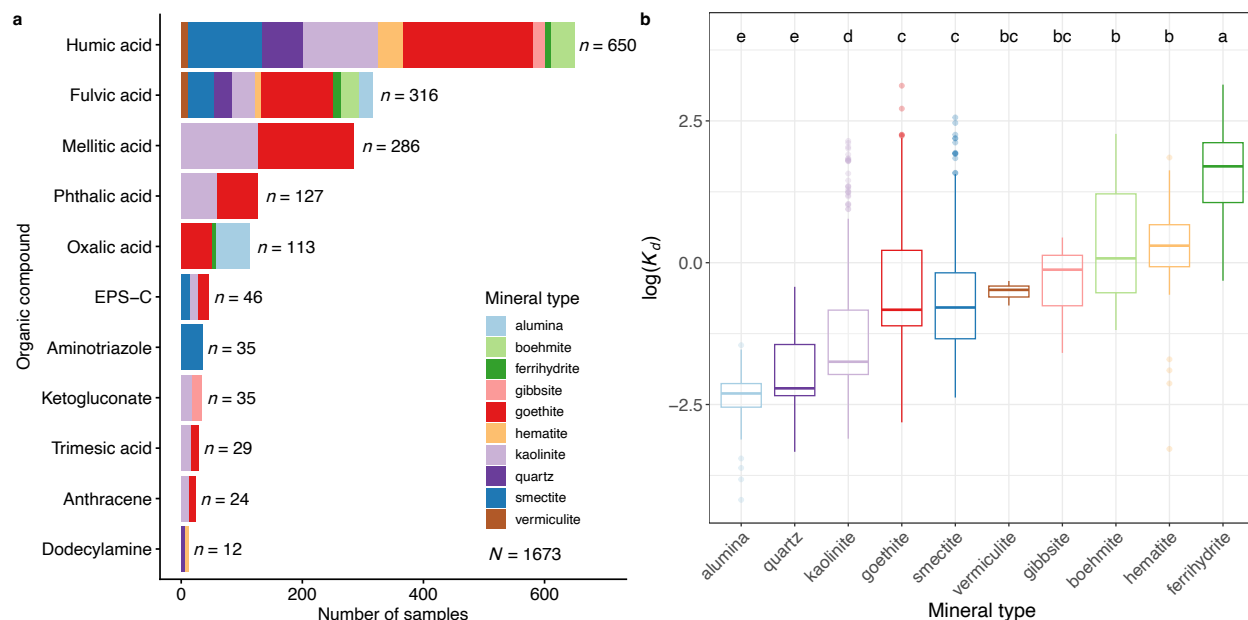 a
Organic compound
Humic acid
n = 650
Fulvic acid
n = 316
Mellitic acid
n = 286
Phthalic acid
n = 127
Oxalic acid
n = 113
EPS−C
n = 46
Aminotriazole
n = 35
Ketogluconate
n = 35
Trimesic acid
n = 29
Anthracene
n = 24
Dodecylamine
n = 12
Mineral type
alumina
boehmite
ferrihydrite
gibbsite
goethite
hematite
kaolinite
quartz
smectite
vermiculite
N = 1673
0 200 400 600
Number of samples
b
e e d c c bc bc b b a
log(Kd)
2.5
0.0
−2.5
alumina
quartz
kaolinite
goethite
smectite
vermiculite
gibbsite
boehmite
hematite
ferrihydrite
Mineral type